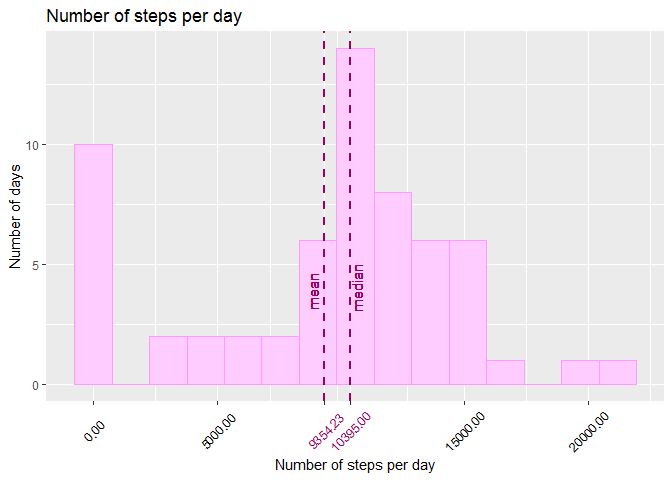 Number of steps per day
Number of days
10
5
0
mean
median
0.00
5000.00
9354.23
10395.00
15000.00
20000.00
Number of steps per day